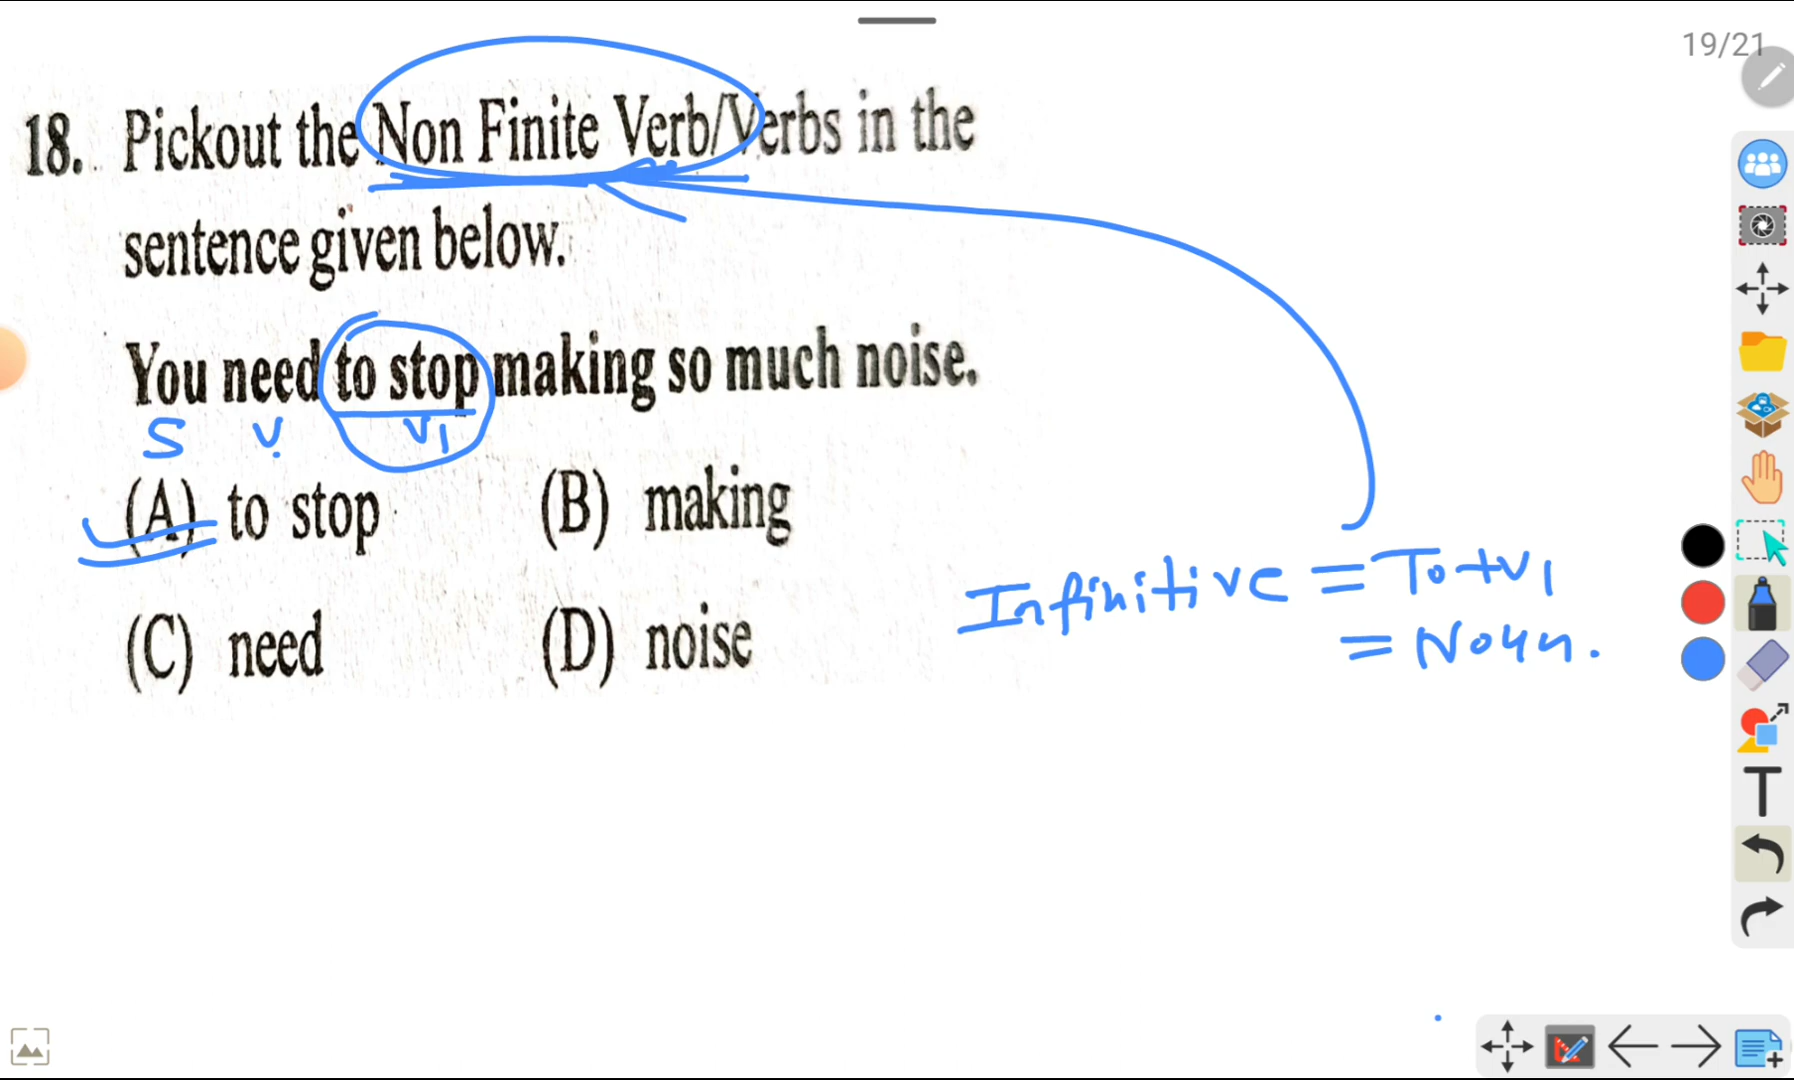 19/21
18. Pickout the Non Finite Verb/Verbs in the
sentence given below.
You need to stop making so much noise.
S V. V1
(A) to stop (B) making
(C) need (D) noise
Infinitive = To+V1
= Noun.
T